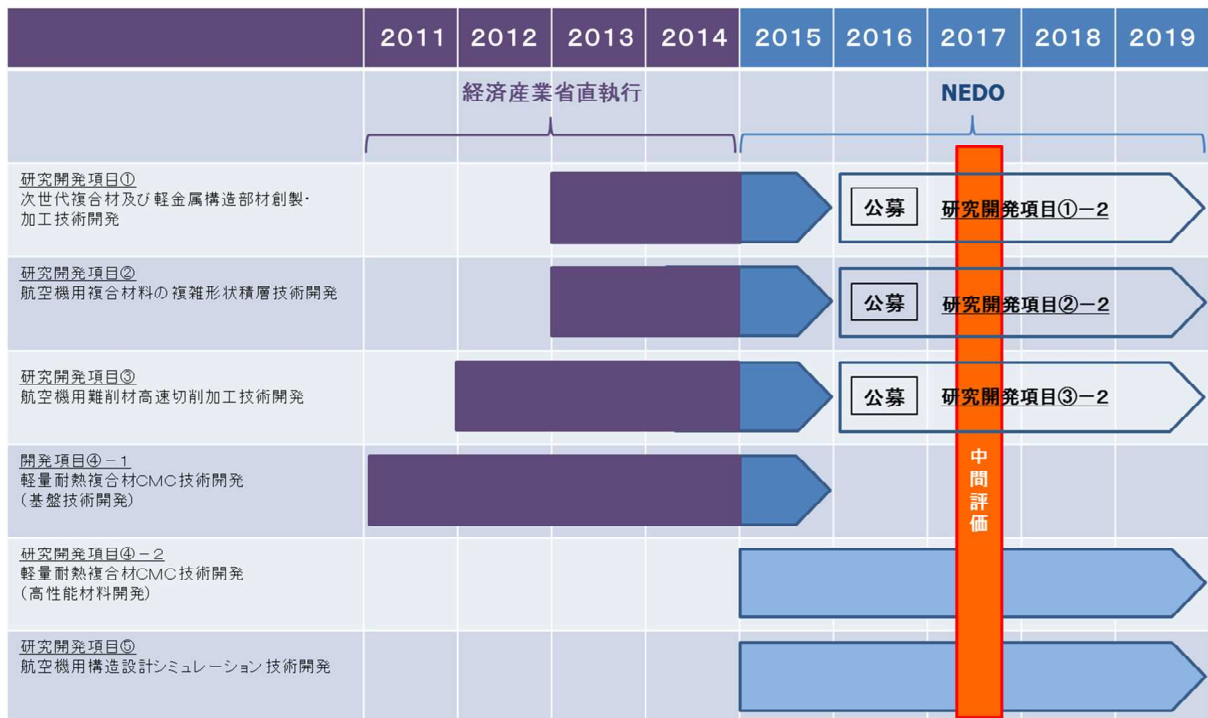 2011 2012 2013 2014 2015 2016 2017 2018 2019
経済産業省直執行 NEDO
研究開発項目①
次世代複合材及び軽金属構造部材創製・
加工技術開発
公募 研究開発項目①－2
研究開発項目②
航空機用複合材料の複雑形状積層技術開発
公募 研究開発項目②－2
研究開発項目③
航空機用難削材高速切削加工技術開発
公募 研究開発項目③－2
開発項目④－1
軽量耐熱複合材CMC技術開発
（基盤技術開発）
中間評価
研究開発項目④－2
軽量耐熱複合材CMC技術開発
（高性能材料開発）
研究開発項目⑤
航空機用構造設計シミュレーション技術開発